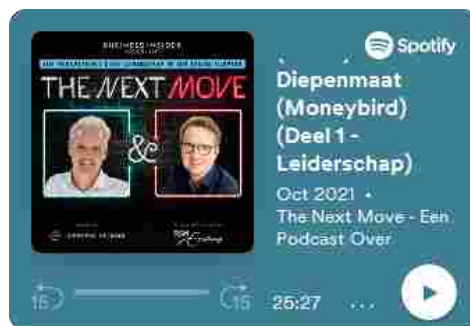 BUSINESS INSIDER
THE NEXT MOVE
&
Spotify
Diepenmaat
(Moneybird)
(Deel 1 -
Leiderschap)
Oct 2021 •
The Next Move - Een
Podcast Over
15
15
25:27
...